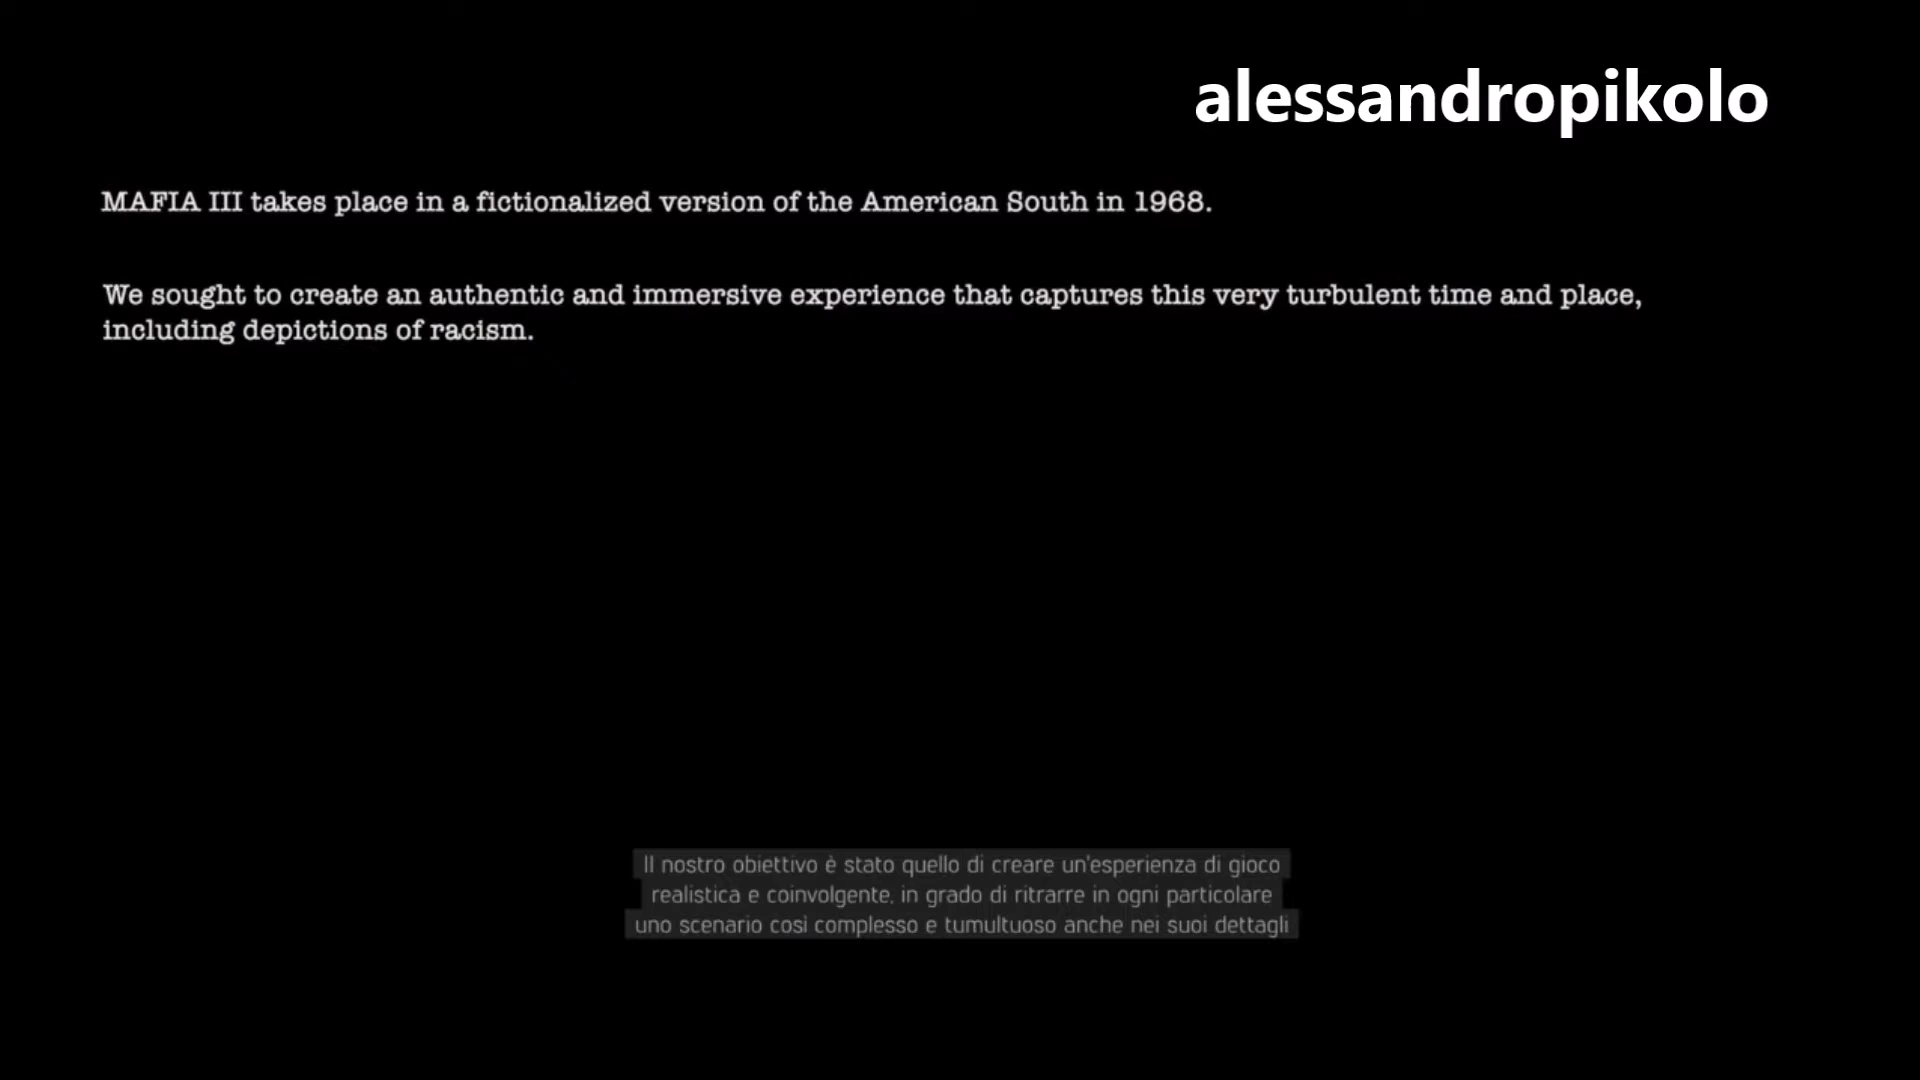 alessandropikolo
MAFIA III takes place in a fictionalized version of the American South in 1968.
We sought to create an authentic and immersive experience that captures this very turbulent time and place,
including depictions of racism.
Il nostro obiettivo è stato quello di creare un'esperienza di gioco
realistica e coinvolgente, in grado di ritrarre in ogni particolare
uno scenario così complesso e tumultuoso anche nei suoi dettagli